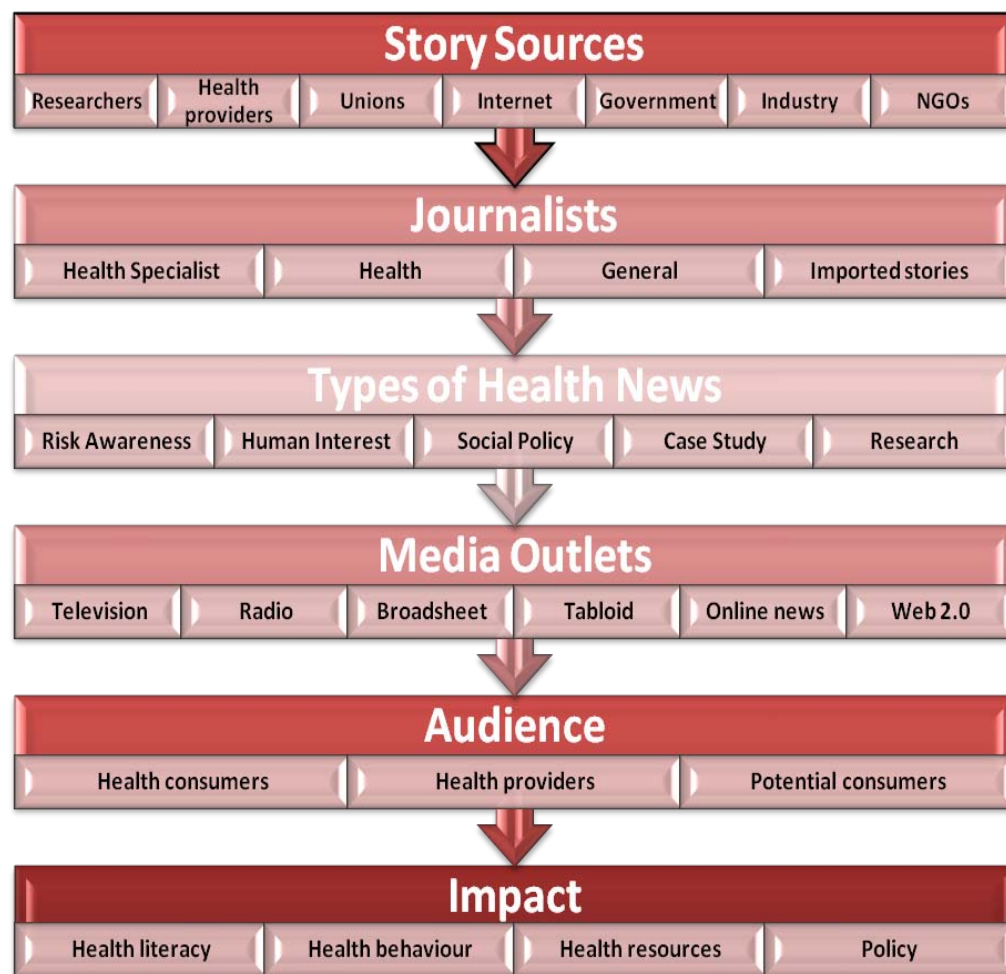 Story Sources
Researchers Health providers Unions Internet Government Industry NGOs
Journalists
Health Specialist Health General Imported stories
Types of Health News
Risk Awareness Human Interest Social Policy Case Study Research
Media Outlets
Television Radio Broadsheet Tabloid Online news Web 2.0
Audience
Health consumers Health providers Potential consumers
Impact
Health literacy Health behaviour Health resources Policy